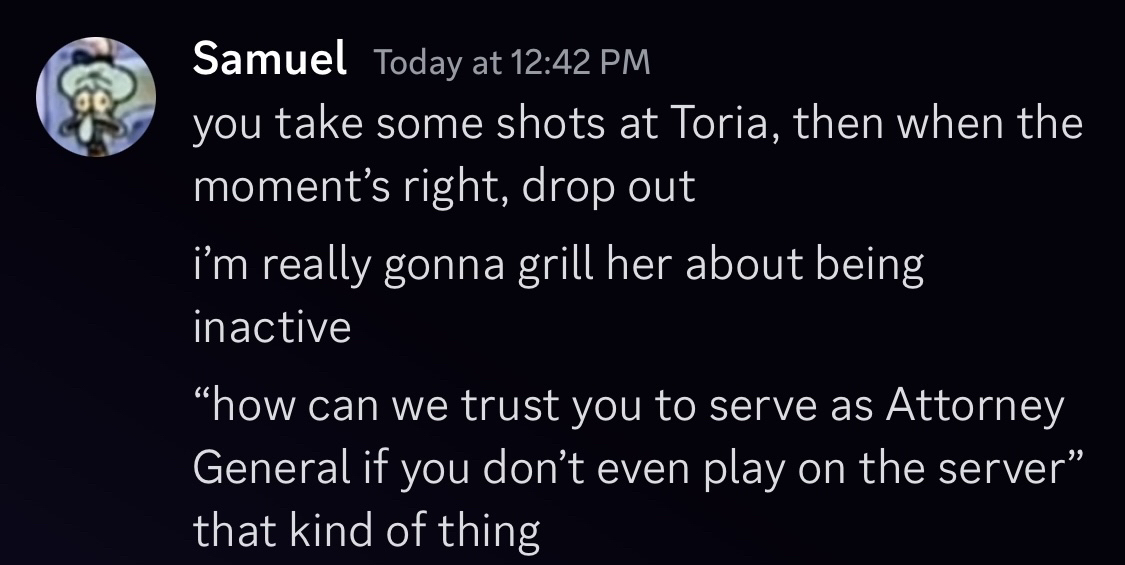 Samuel Today at 12:42 PM
you take some shots at Toria, then when the
moment’s right, drop out
i’m really gonna grill her about being
inactive
“how can we trust you to serve as Attorney
General if you don’t even play on the server”
that kind of thing